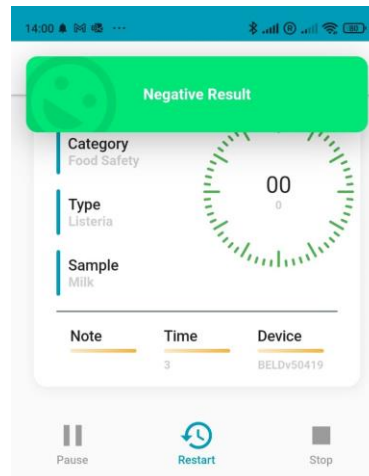 14:00
80
Negative Result
Category
Food Safety
00
0
Type
Listeria
Sample
Milk
Note Time Device
3 BELDv50419
Pause Restart Stop